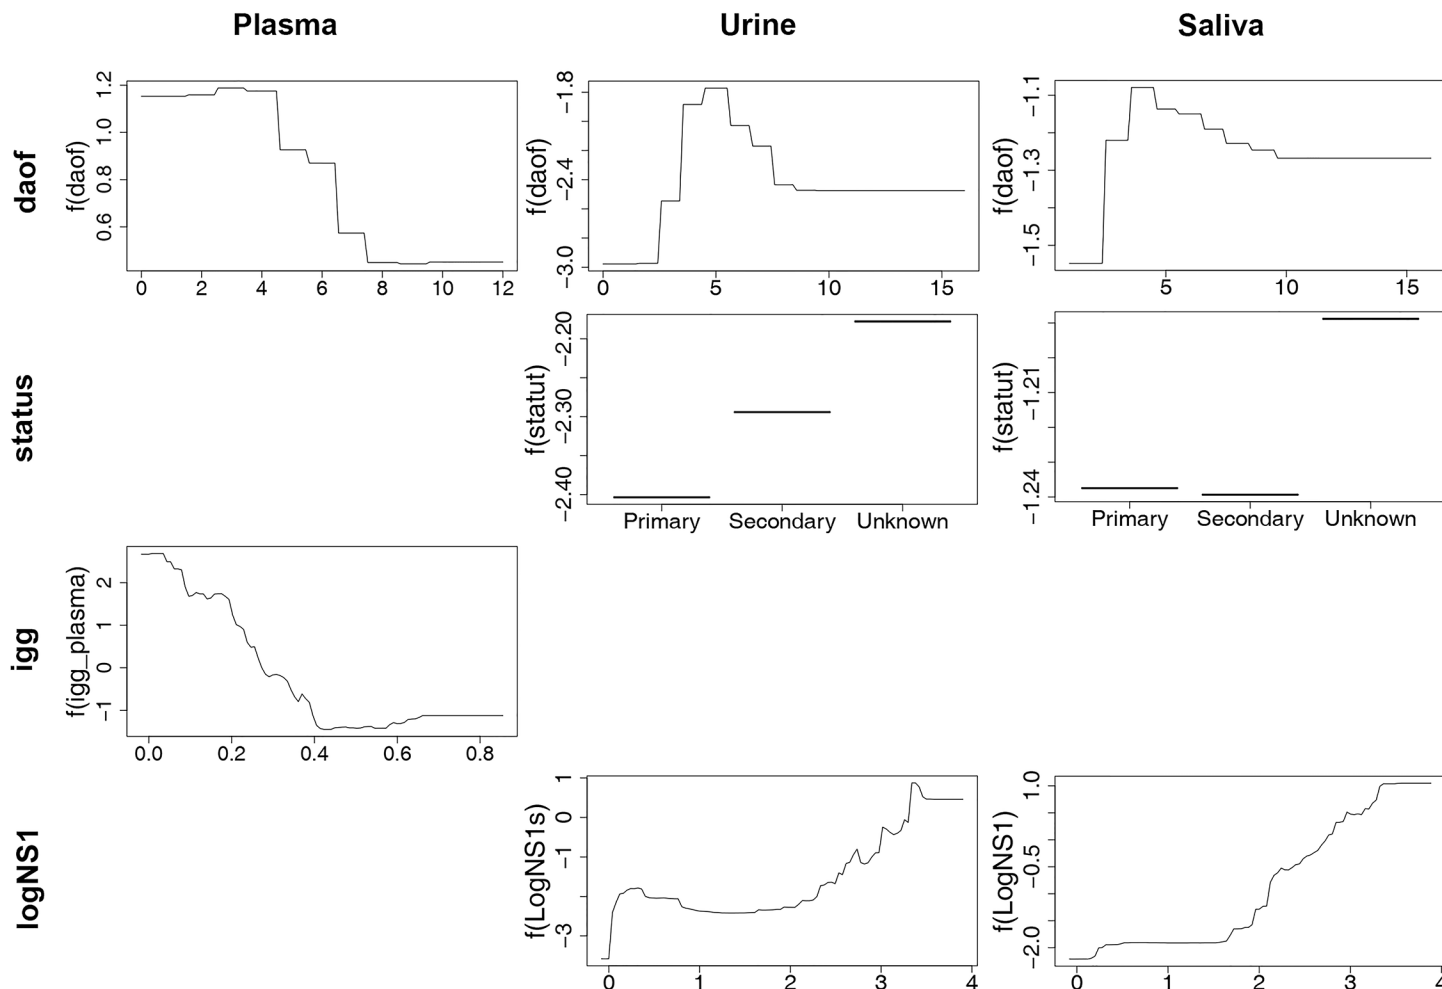 Plasma Urine Saliva
daof
f(daof)
0.6 0.8 1.0 1.2
0 2 4 6 8 10 12
f(daof)
−3.0 −2.4 −1.8
0 5 10 15
f(daof)
−1.5 −1.3 −1.1
5 10 15
status
f(statut)
−2.40 −2.30 −2.20
Primary Secondary Unknown
f(statut)
−1.24 −1.21
Primary Secondary Unknown
igg
f(igg_plasma)
−1 0 1 2
0.0 0.2 0.4 0.6 0.8
logNS1
f(LogNS1s)
−3 −1 0 1
0 1 2 3 4
f(LogNS1)
−2.0 −0.5 1.0
0 1 2 3 4